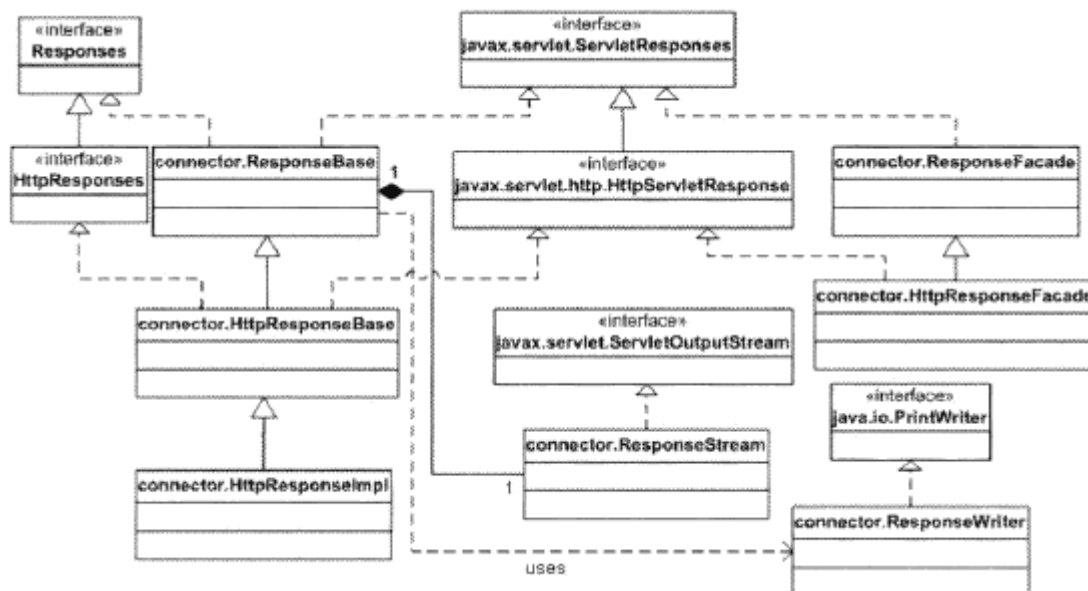 «interface»
Responses
«interface»
javax.servlet.ServletResponses
«interface»
HttpResponses
connector.ResponseBase
1
«interface»
javax.servlet.http.HttpServletResponse
connector.ResponseFacade
connector.HttpResponseBase
«interface»
javax.servlet.ServletOutputStream
connector.HttpResponseFacade
«interface»
java.io.PrintWriter
connector.ResponseStream
1
connector.HttpResponseImpl
connector.ResponseWriter
uses